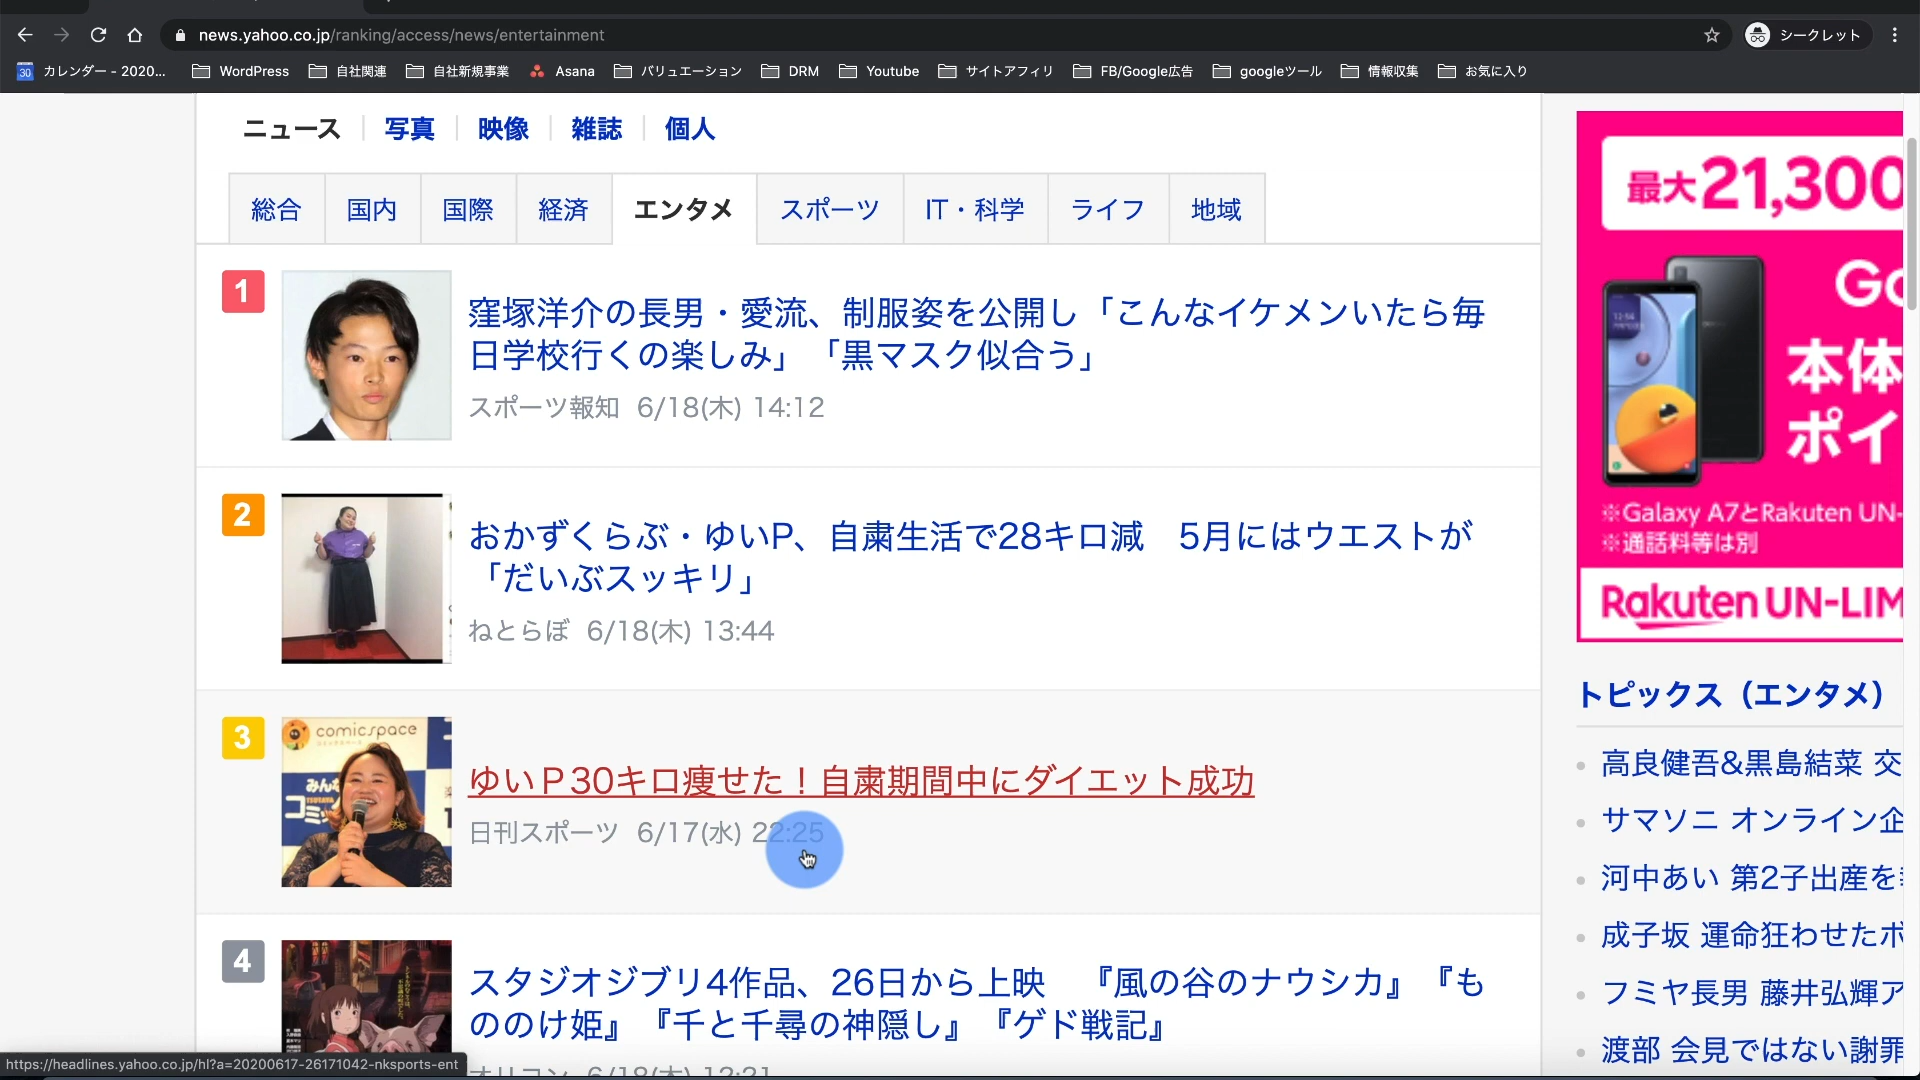 news.yahoo.co.jp/ranking/access/news/entertainment
シークレット
30 カレンダー - 2020... WordPress 自社関連 自社新規事業 Asana バリュエーション DRM Youtube サイトアフィリ FB/Google広告 googleツール 情報収集 お気に入り
ニュース 写真 映像 雑誌 個人
総合 国内 国際 経済 エンタメ スポーツ IT・科学 ライフ 地域
1
窪塚洋介の長男・愛流、制服姿を公開し「こんなイケメンいたら毎
日学校行くの楽しみ」「黒マスク似合う」
スポーツ報知 6/18(木) 14:12
2
おかずくらぶ・ゆいP、自粛生活で28キロ減　5月にはウエストが
「だいぶスッキリ」
ねとらぼ 6/18(木) 13:44
3
comicspace
ゆいＰ30キロ痩せた！自粛期間中にダイエット成功
日刊スポーツ 6/17(水) 22:25
4
スタジオジブリ4作品、26日から上映　『風の谷のナウシカ』『も
ののけ姫』『千と千尋の神隠し』『ゲド戦記』
オリコン 6/18(木) 12:21
https://headlines.yahoo.co.jp/hl?a=20200617-26171042-nksports-ent
最大21,300
本体
ポイ
※Galaxy A7とRakuten UN-
※通話料等は別
Rakuten UN-LIM
トピックス（エンタメ）
高良健吾&黒島結菜 交
サマソニ オンライン企
河中あい 第2子出産を
成子坂 運命狂わせたボ
フミヤ長男 藤井弘輝ア
渡部 会見ではない謝罪